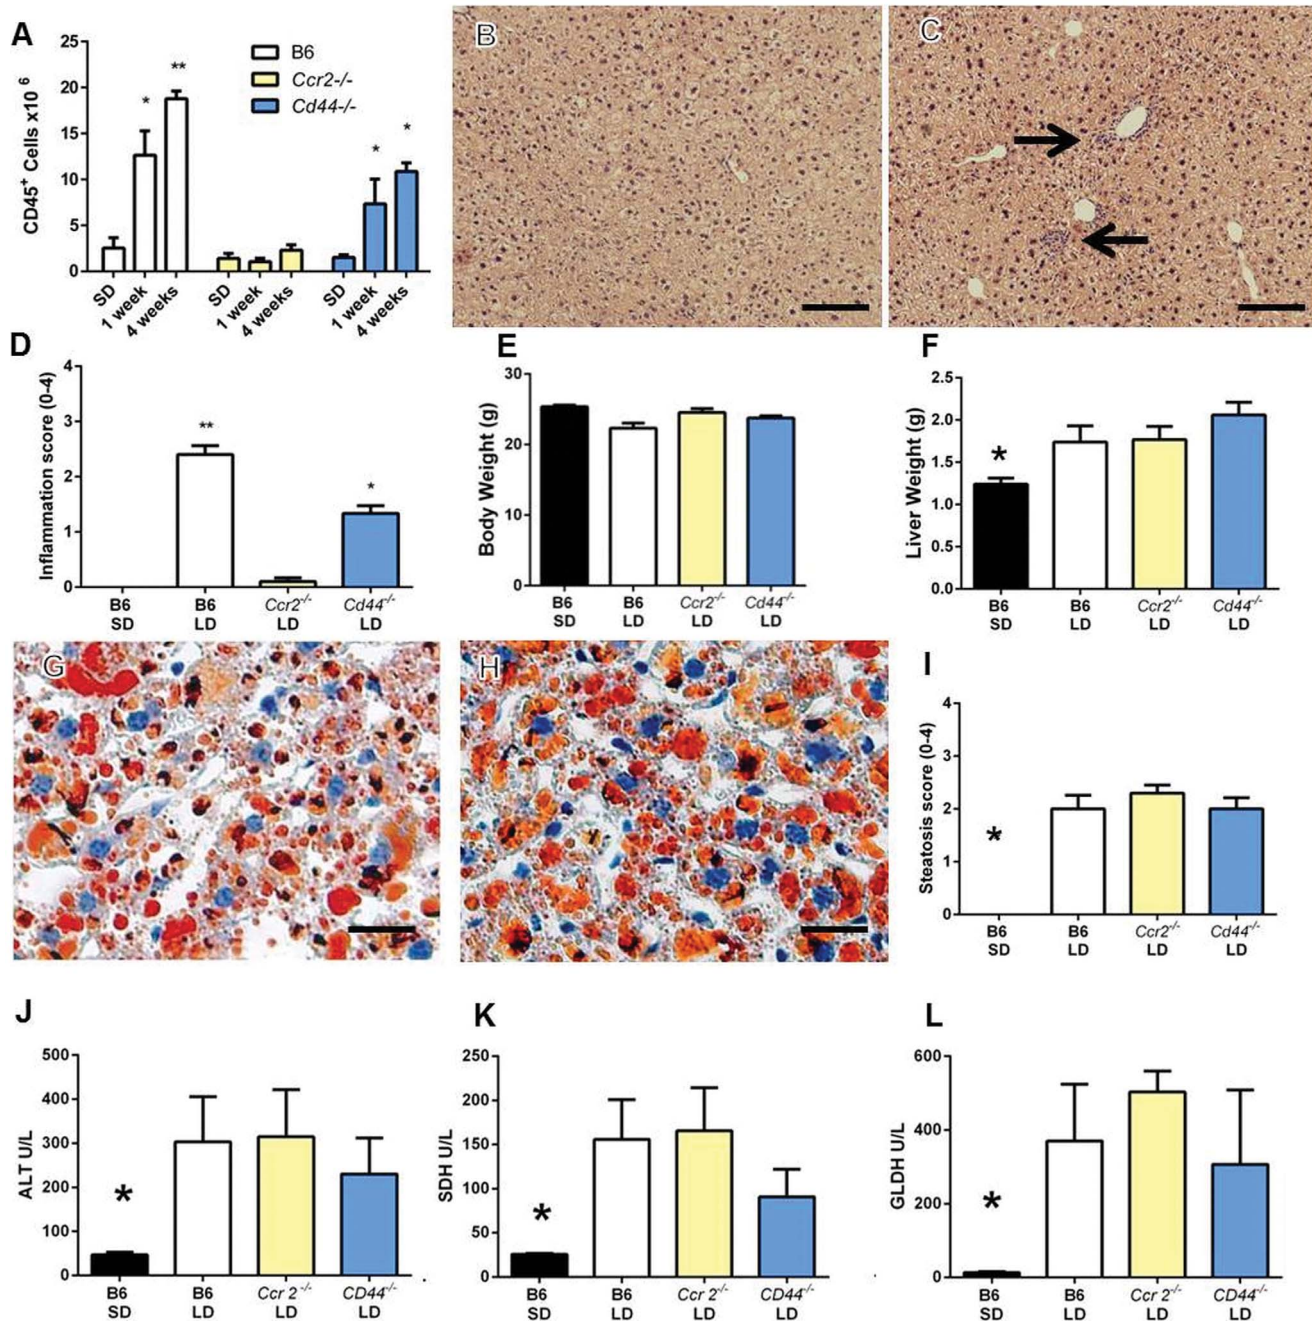 A
25
20
15
10
5
0
CD45+ Cells x10 6
*
**
*
*
B6
Ccr2-/-
Cd44-/-
SD
1 week
4 weeks
SD
1 week
4 weeks
SD
1 week
4 weeks
B
C
D
4
3
2
1
0
Inflammation score (0-4)
**
*
B6 B6 Ccr2-/- Cd44-/-
SD LD LD LD
E
30
20
10
0
Body Weight (g)
B6 B6 Ccr2-/- Cd44-/-
SD LD LD LD
F
2.5
2.0
1.5
1.0
0.5
0.0
Liver Weight (g)
*
B6 B6 Ccr2-/- Cd44-/-
SD LD LD LD
G
H
I
4
3
2
1
0
Steatosis score (0-4)
*
B6 B6 Ccr2-/- Cd44-/-
SD LD LD LD
J
500
400
300
200
100
0
ALT U/L
*
B6 B6 Ccr 2-/- CD44-/-
SD LD LD LD
K
250
200
150
100
50
0
SDH U/L
*
B6 B6 Ccr 2-/- CD44-/-
SD LD LD LD
L
600
400
200
0
GLDH U/L
*
B6 B6 Ccr2-/- CD44-/-
SD LD LD LD